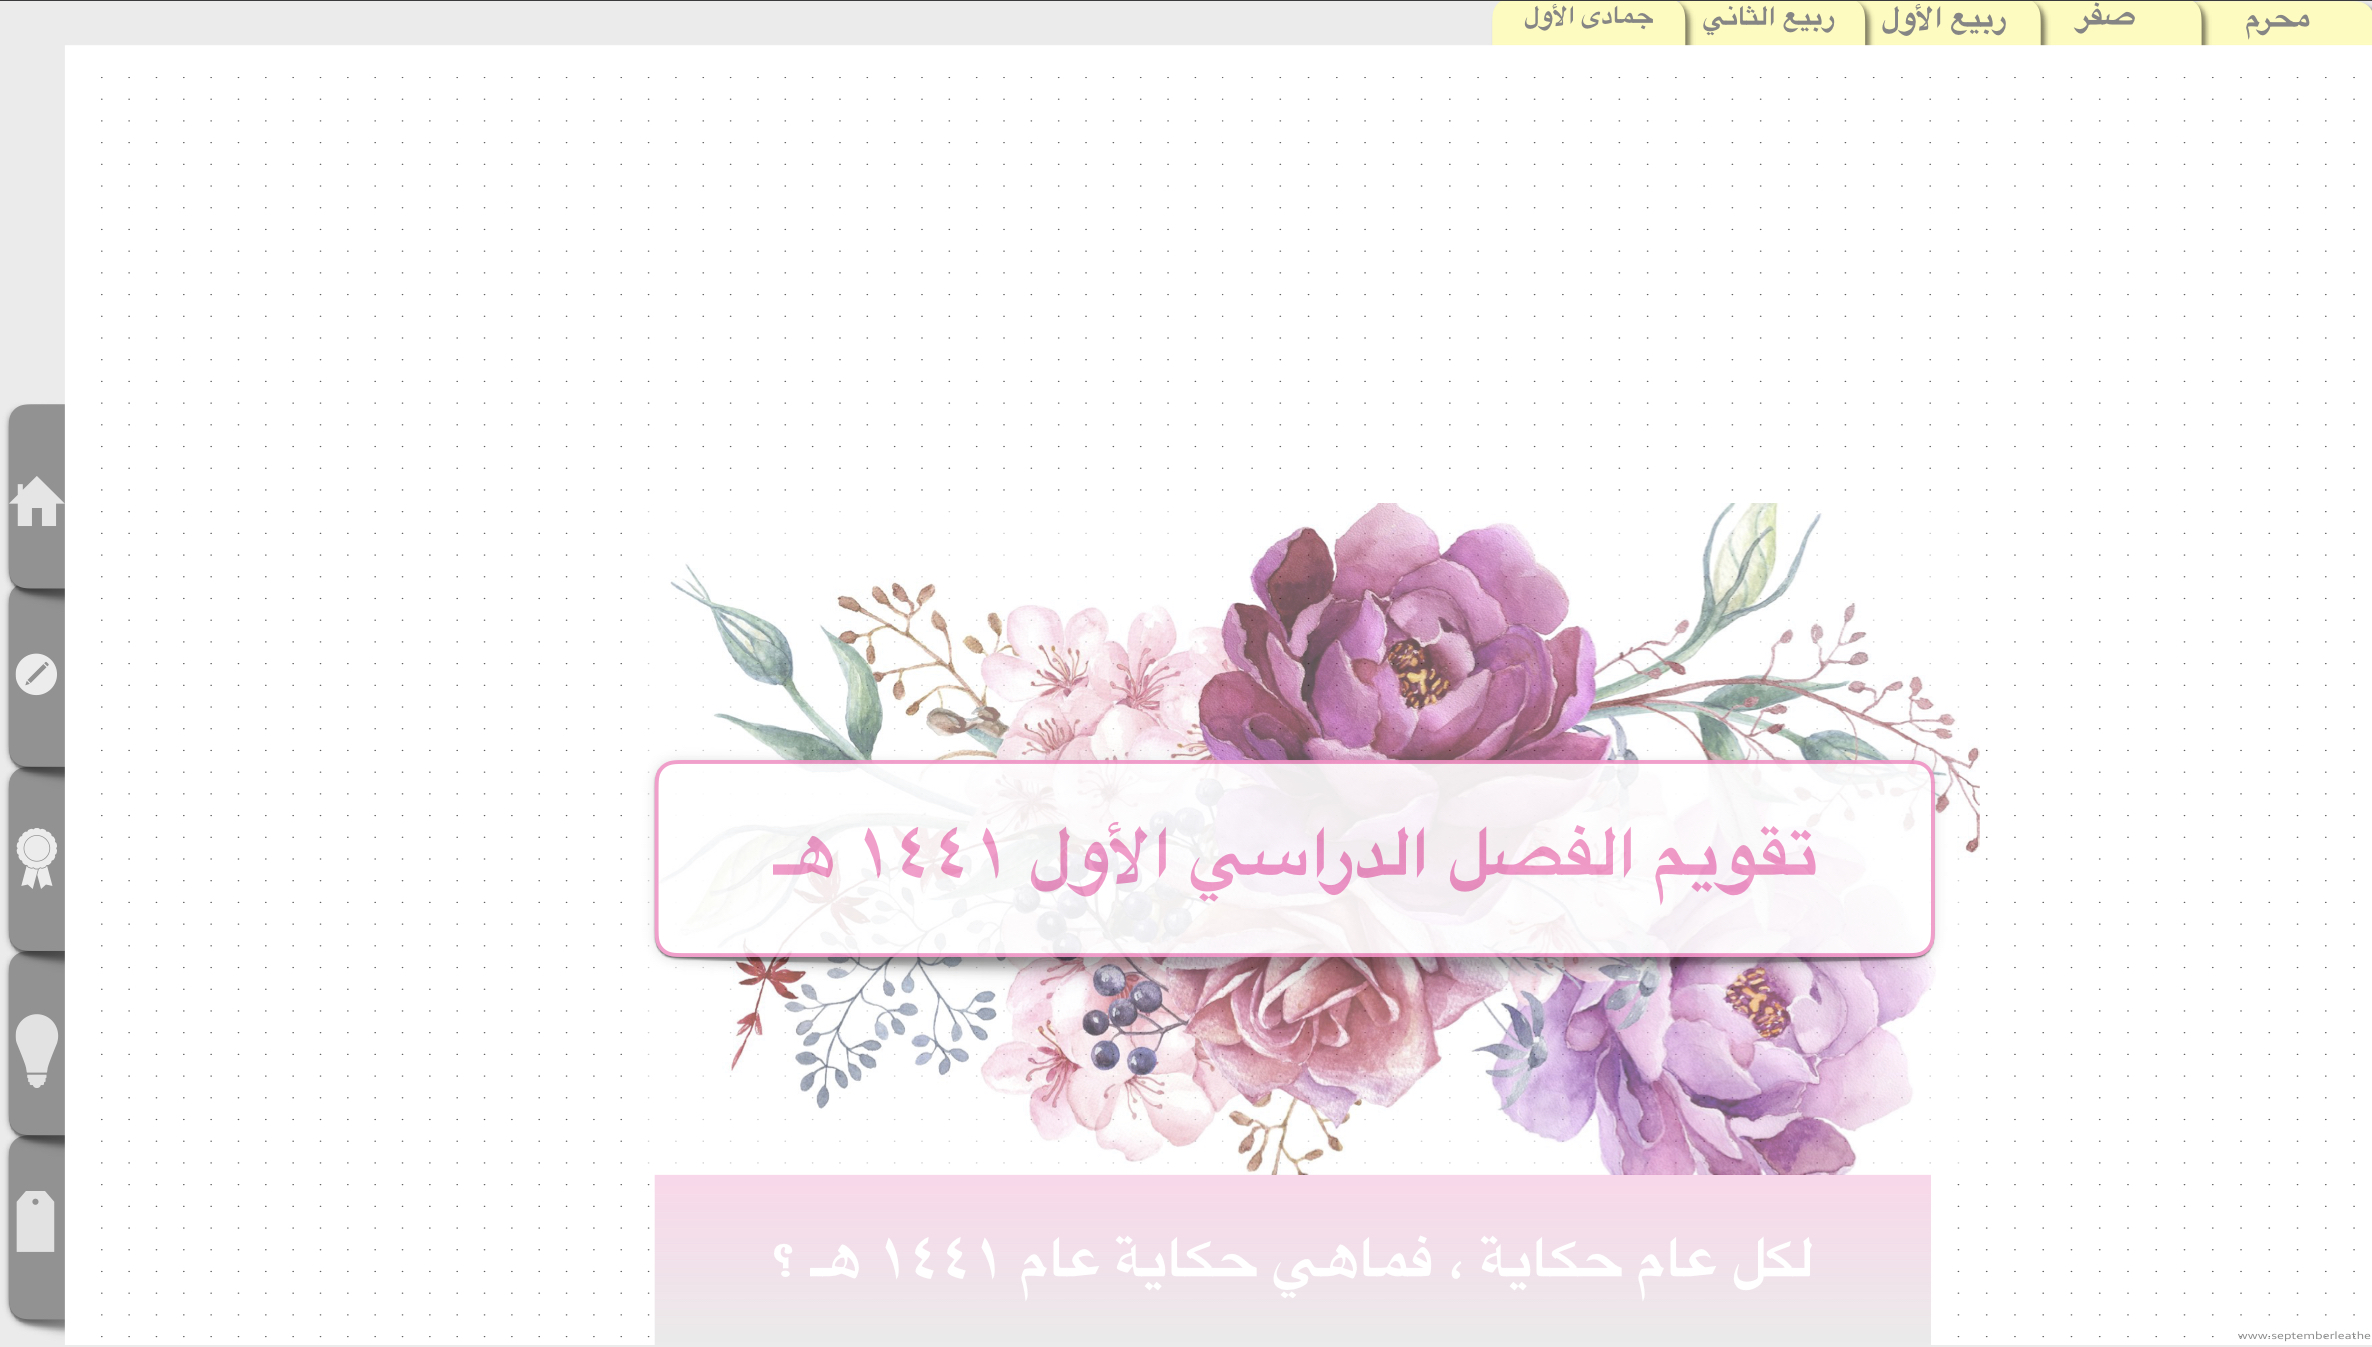 محرم
صفر
ربيع الأول
ربيع الثاني
جمادى الأول
تقويم الفصل الدراسي الأول ١٤٤١ هـ
لكل عام حكاية ، فماهي حكاية عام ١٤٤١ هـ ؟
www.septemberleathe